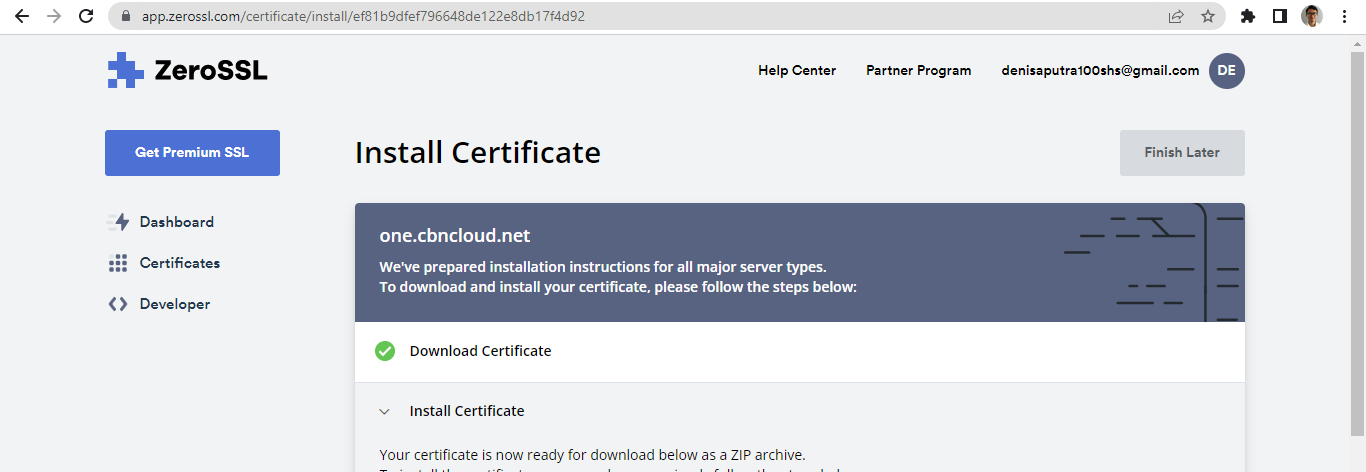 app.zerossl.com/certificate/install/ef81b9dfef796648de122e8db17f4d92
ZeroSSL
Help Center
Partner Program
denisaputra100shs@gmail.com
DE
Get Premium SSL
Install Certificate
Finish Later
Dashboard
Certificates
Developer
one.cbncloud.net
We've prepared installation instructions for all major server types.
To download and install your certificate, please follow the steps below:
Download Certificate
Install Certificate
Your certificate is now ready for download below as a ZIP archive.